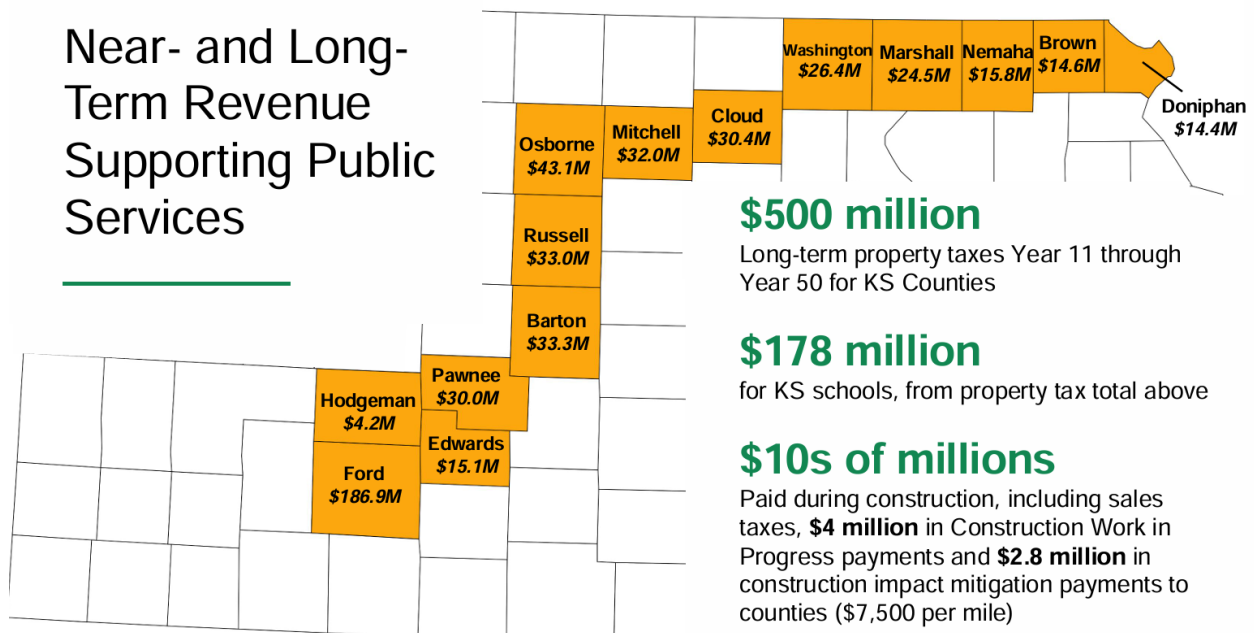 Near- and Long-
Term Revenue
Supporting Public
Services
Washington
$26.4M
Marshall
$24.5M
Nemaha
$15.8M
Brown
$14.6M
Doniphan
$14.4M
Cloud
$30.4M
Mitchell
$32.0M
Osborne
$43.1M
Russell
$33.0M
Barton
$33.3M
Pawnee
$30.0M
Hodgeman
$4.2M
Edwards
$15.1M
Ford
$186.9M
$500 million
Long-term property taxes Year 11 through
Year 50 for KS Counties
$178 million
for KS schools, from property tax total above
$10s of millions
Paid during construction, including sales
taxes, $4 million in Construction Work in
Progress payments and $2.8 million in
construction impact mitigation payments to
counties ($7,500 per mile)